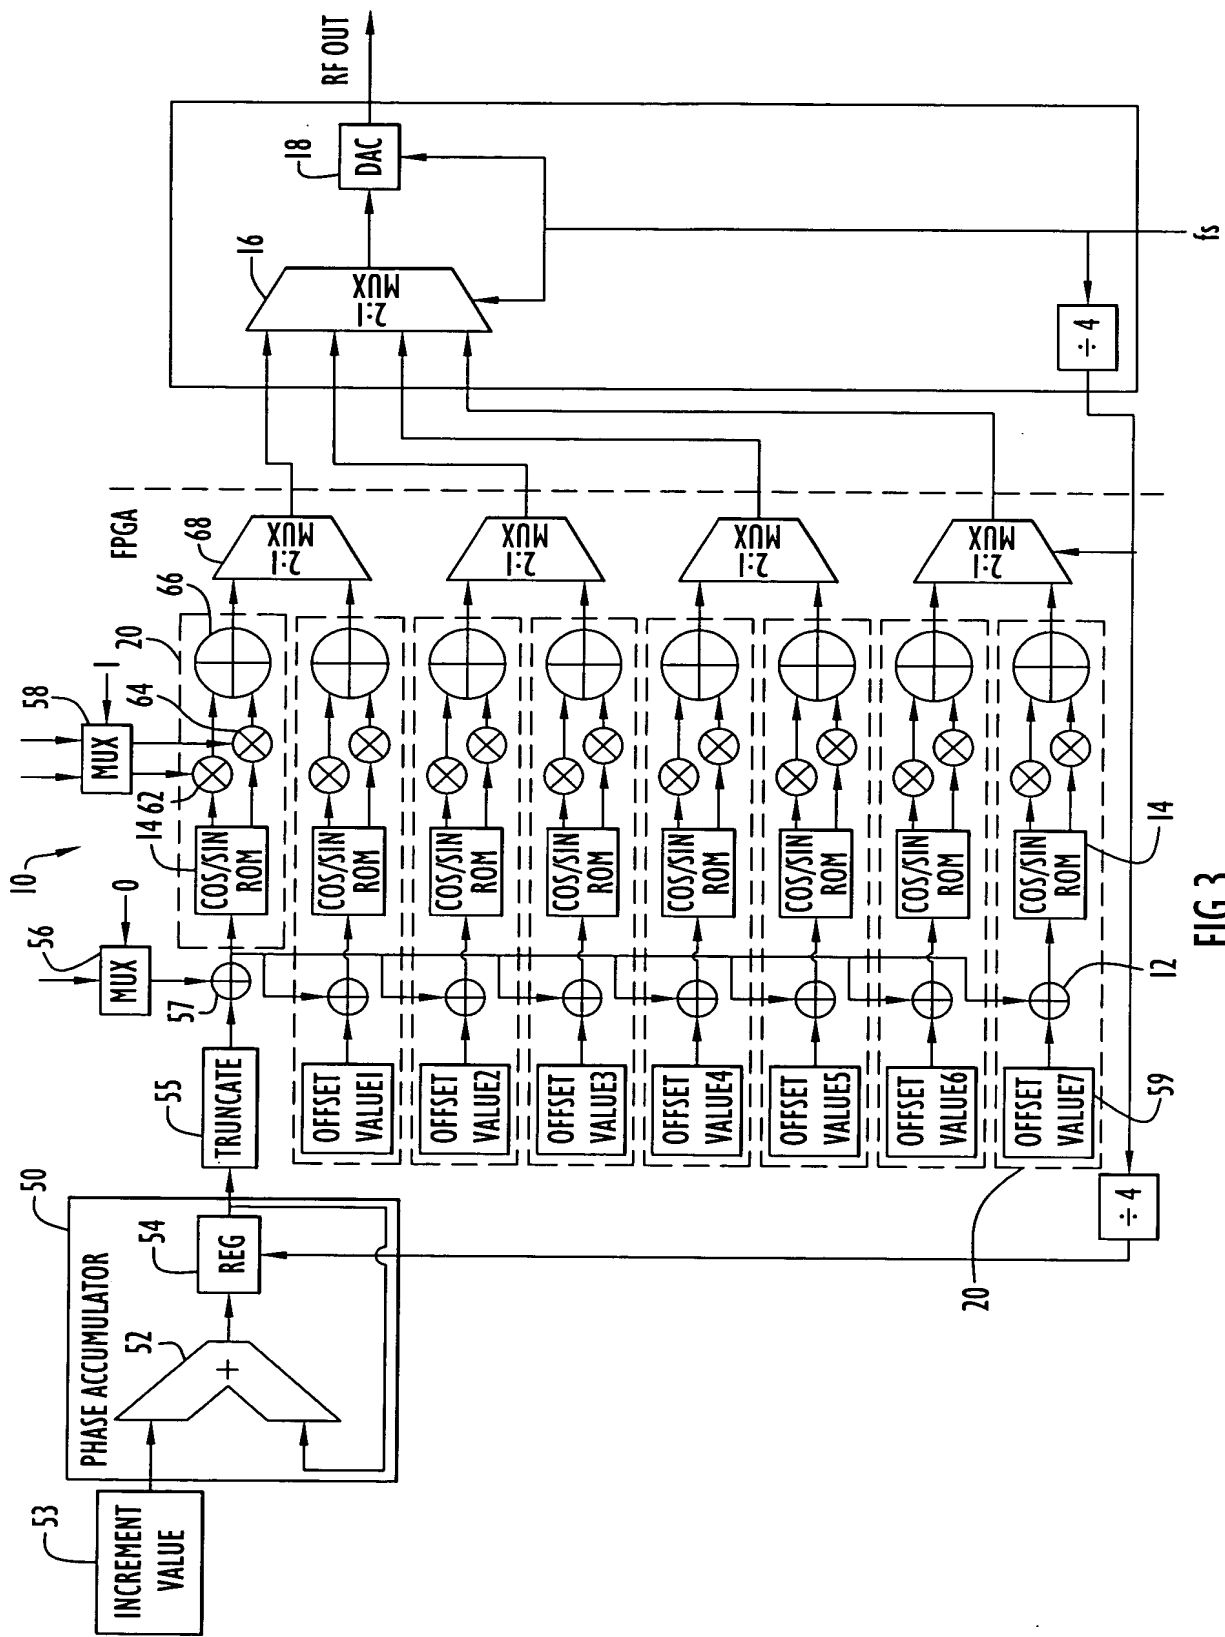 53
INCREMENT
VALUE
PHASE ACCUMULATOR
50
52
+
54
REG
55
TRUNCATE
56
MUX
0
57
10
58
MUX
1
14
62
64
20
66
68
FPGA
COS/SIN
ROM
2:1
MUX
OFFSET
VALUE1
COS/SIN
ROM
OFFSET
VALUE2
COS/SIN
ROM
2:1
MUX
OFFSET
VALUE3
COS/SIN
ROM
OFFSET
VALUE4
COS/SIN
ROM
2:1
MUX
OFFSET
VALUE5
COS/SIN
ROM
OFFSET
VALUE6
COS/SIN
ROM
2:1
MUX
OFFSET
VALUE7
COS/SIN
ROM
20
59
12
14
÷ 4
16
2:1
MUX
18
DAC
RF OUT
÷ 4
fs
FIG.3